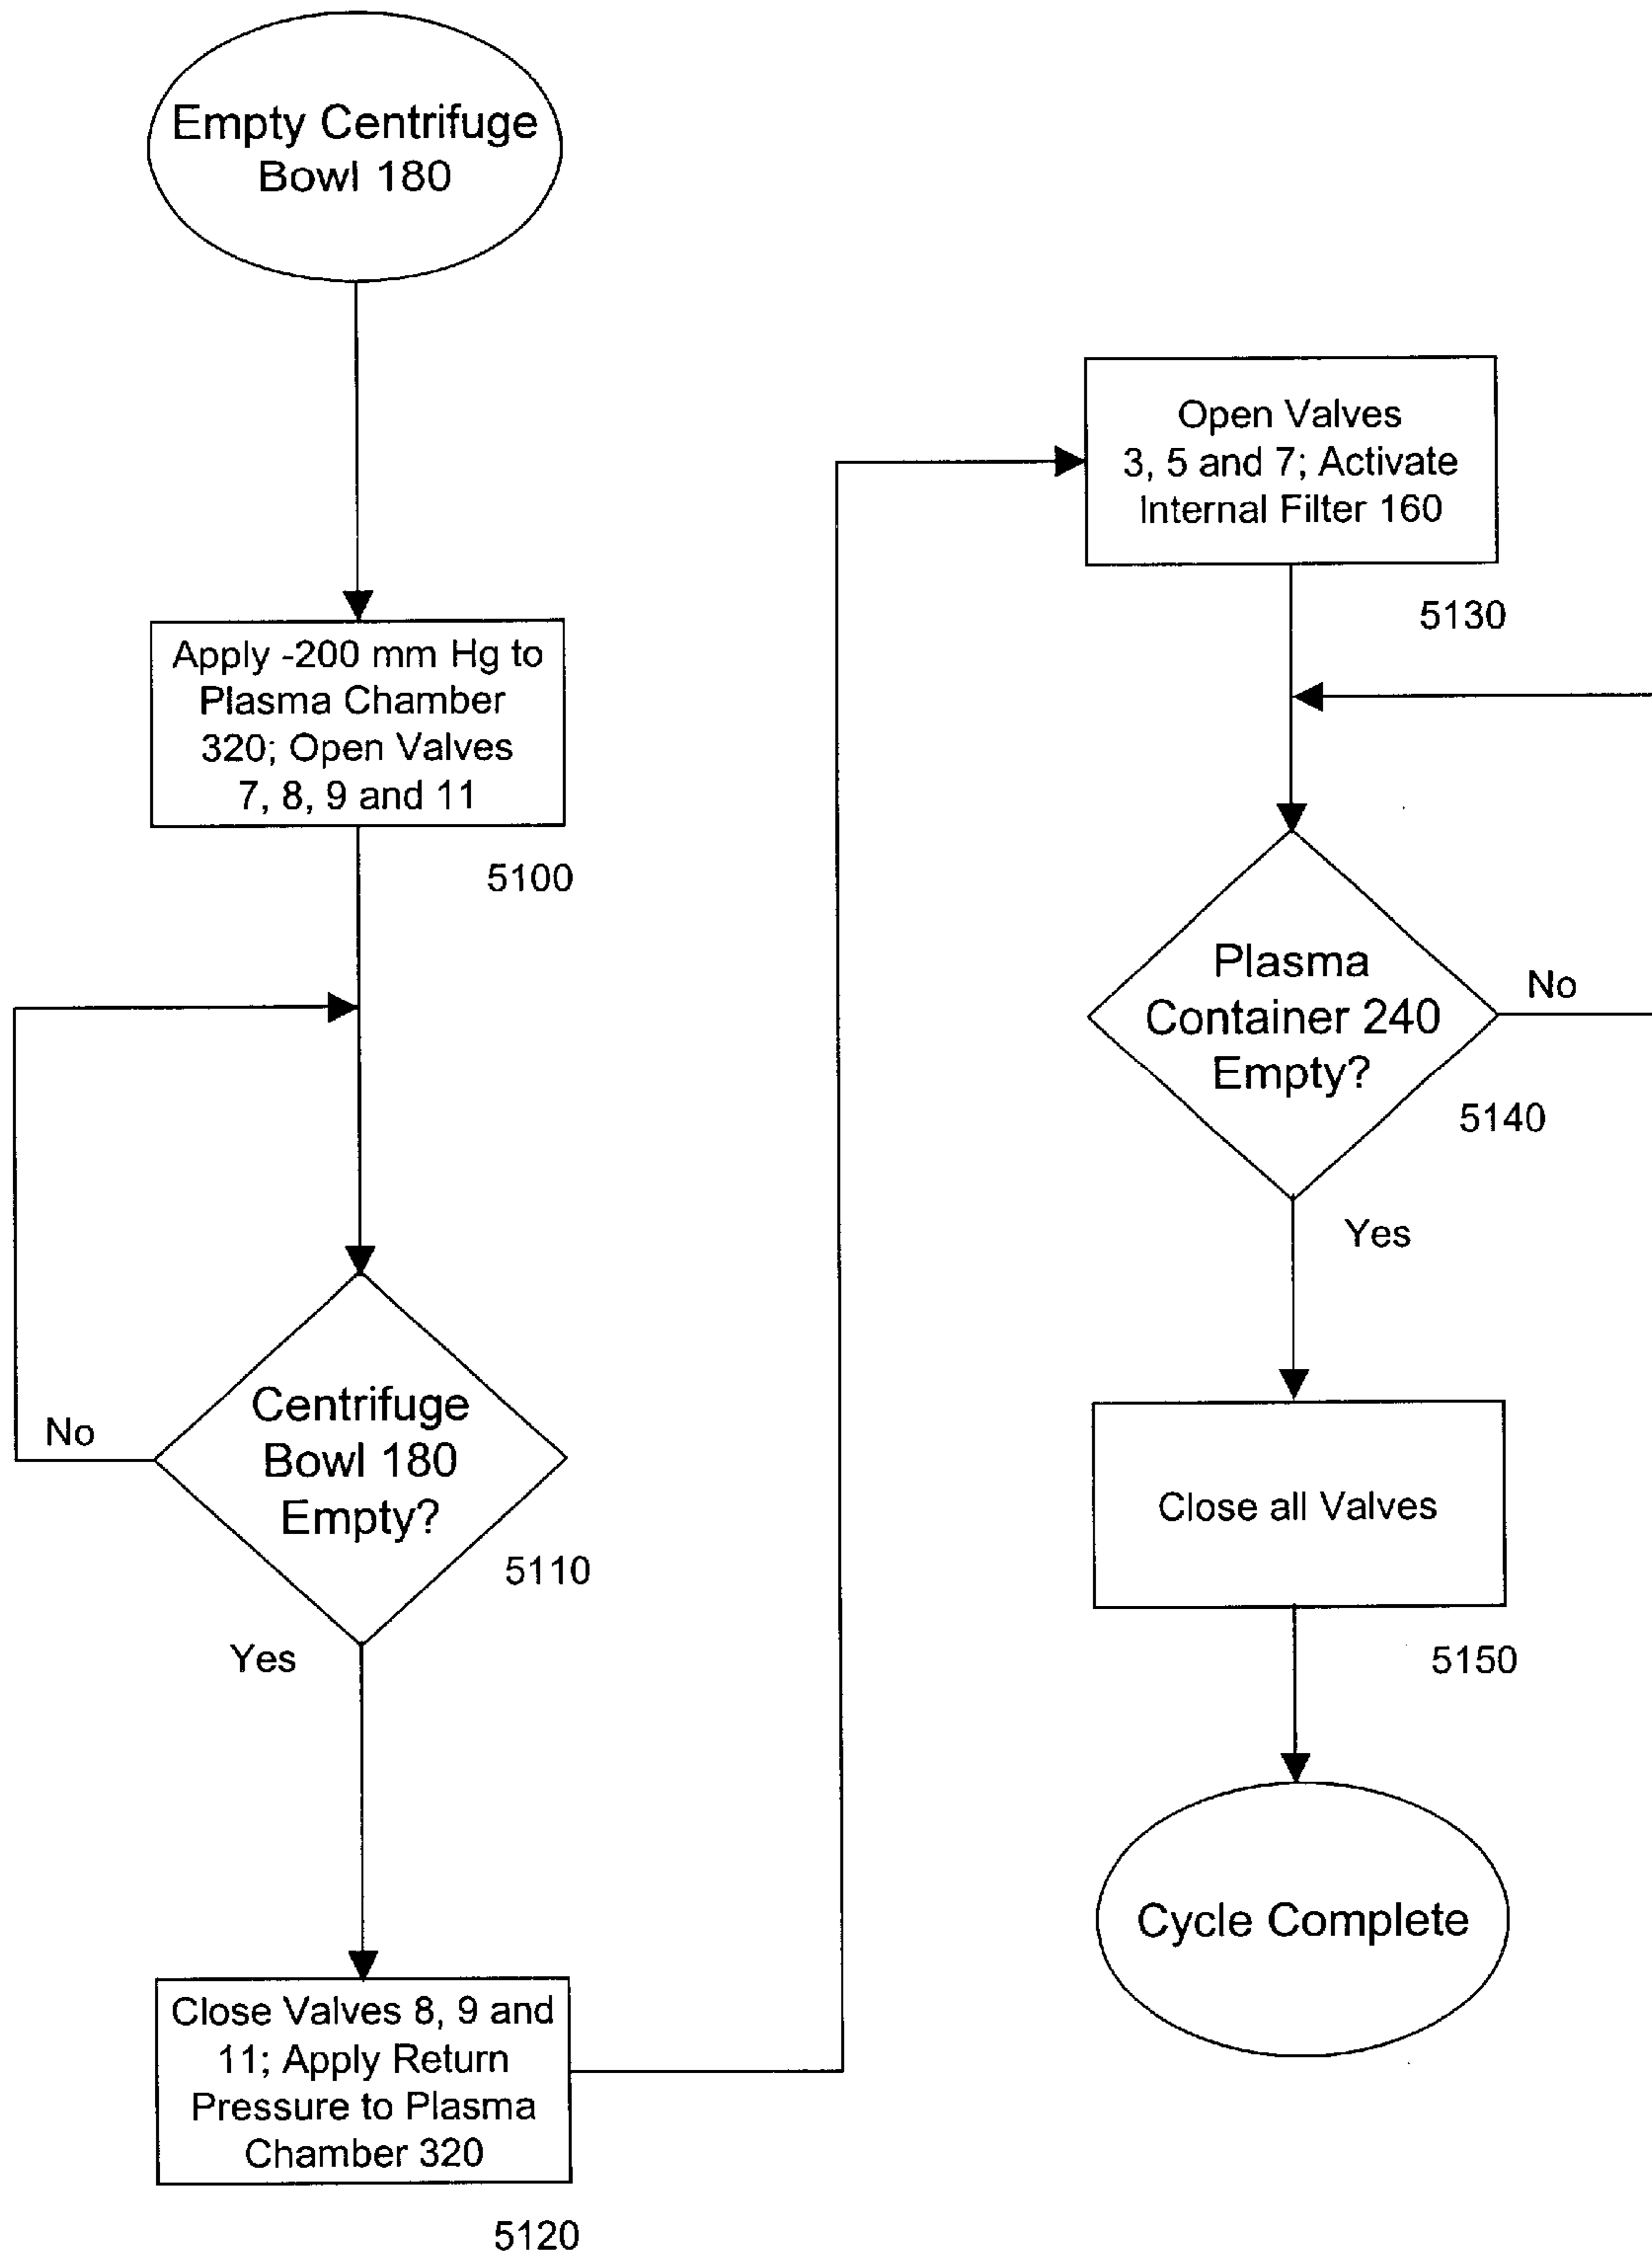 Empty Centrifuge
Bowl 180
Apply -200 mm Hg to
Plasma Chamber
320; Open Valves
7, 8, 9 and 11
5100
Centrifuge
Bowl 180
Empty?
No
5110
Yes
Close Valves 8, 9 and
11; Apply Return
Pressure to Plasma
Chamber 320
5120
Open Valves
3, 5 and 7; Activate
Internal Filter 160
5130
Plasma
Container 240
Empty?
No
5140
Yes
Close all Valves
5150
Cycle Complete